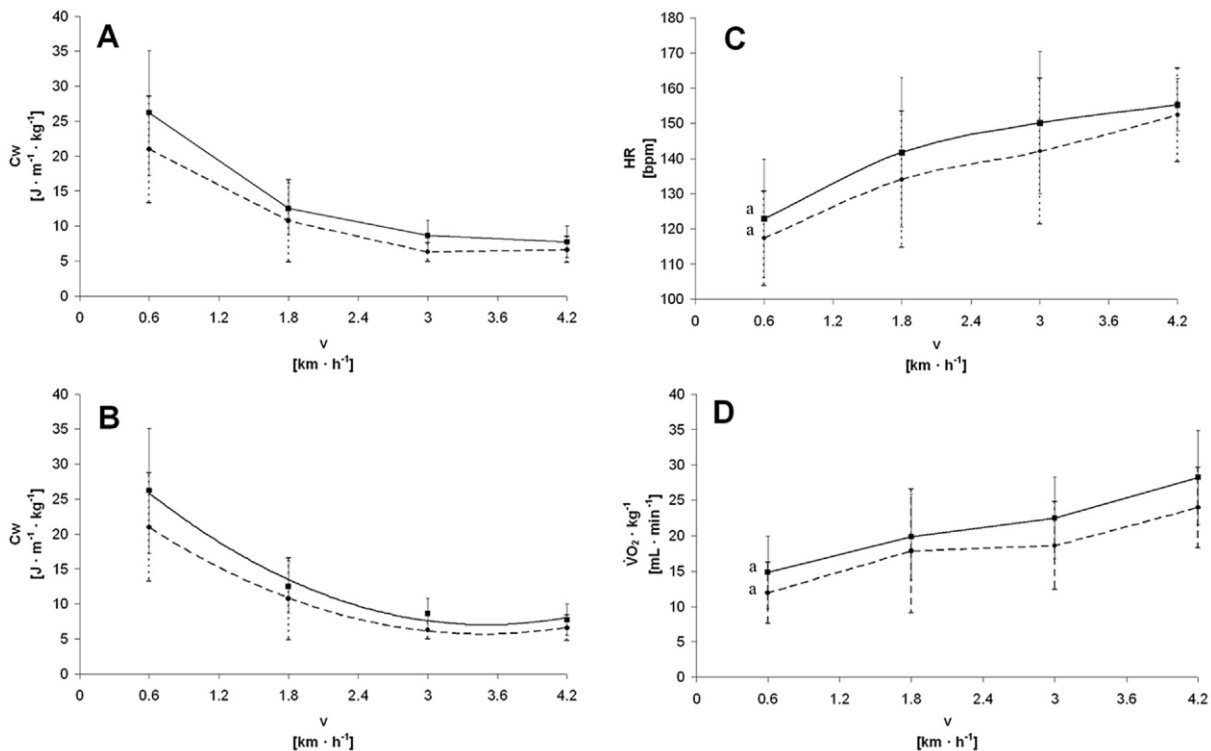 A
40
35
30
25
20
15
10
5
0
Cw
[J · m⁻¹ · kg⁻¹]
0 0.6 1.2 1.8 2.4 3 3.6 4.2
v
[km · h⁻¹]
C
180
170
160
150
140
130
120
110
100
HR
[bpm]
a
a
0 0.6 1.2 1.8 2.4 3 3.6 4.2
v
[km · h⁻¹]
B
40
35
30
25
20
15
10
5
0
Cw
[J · m⁻¹ · kg⁻¹]
0 0.6 1.2 1.8 2.4 3 3.6 4.2
v
[km · h⁻¹]
D
40
35
30
25
20
15
10
5
0
V̇O₂ · kg⁻¹
[mL · min⁻¹]
a
a
0 0.6 1.2 1.8 2.4 3 3.6 4.2
v
[km · h⁻¹]